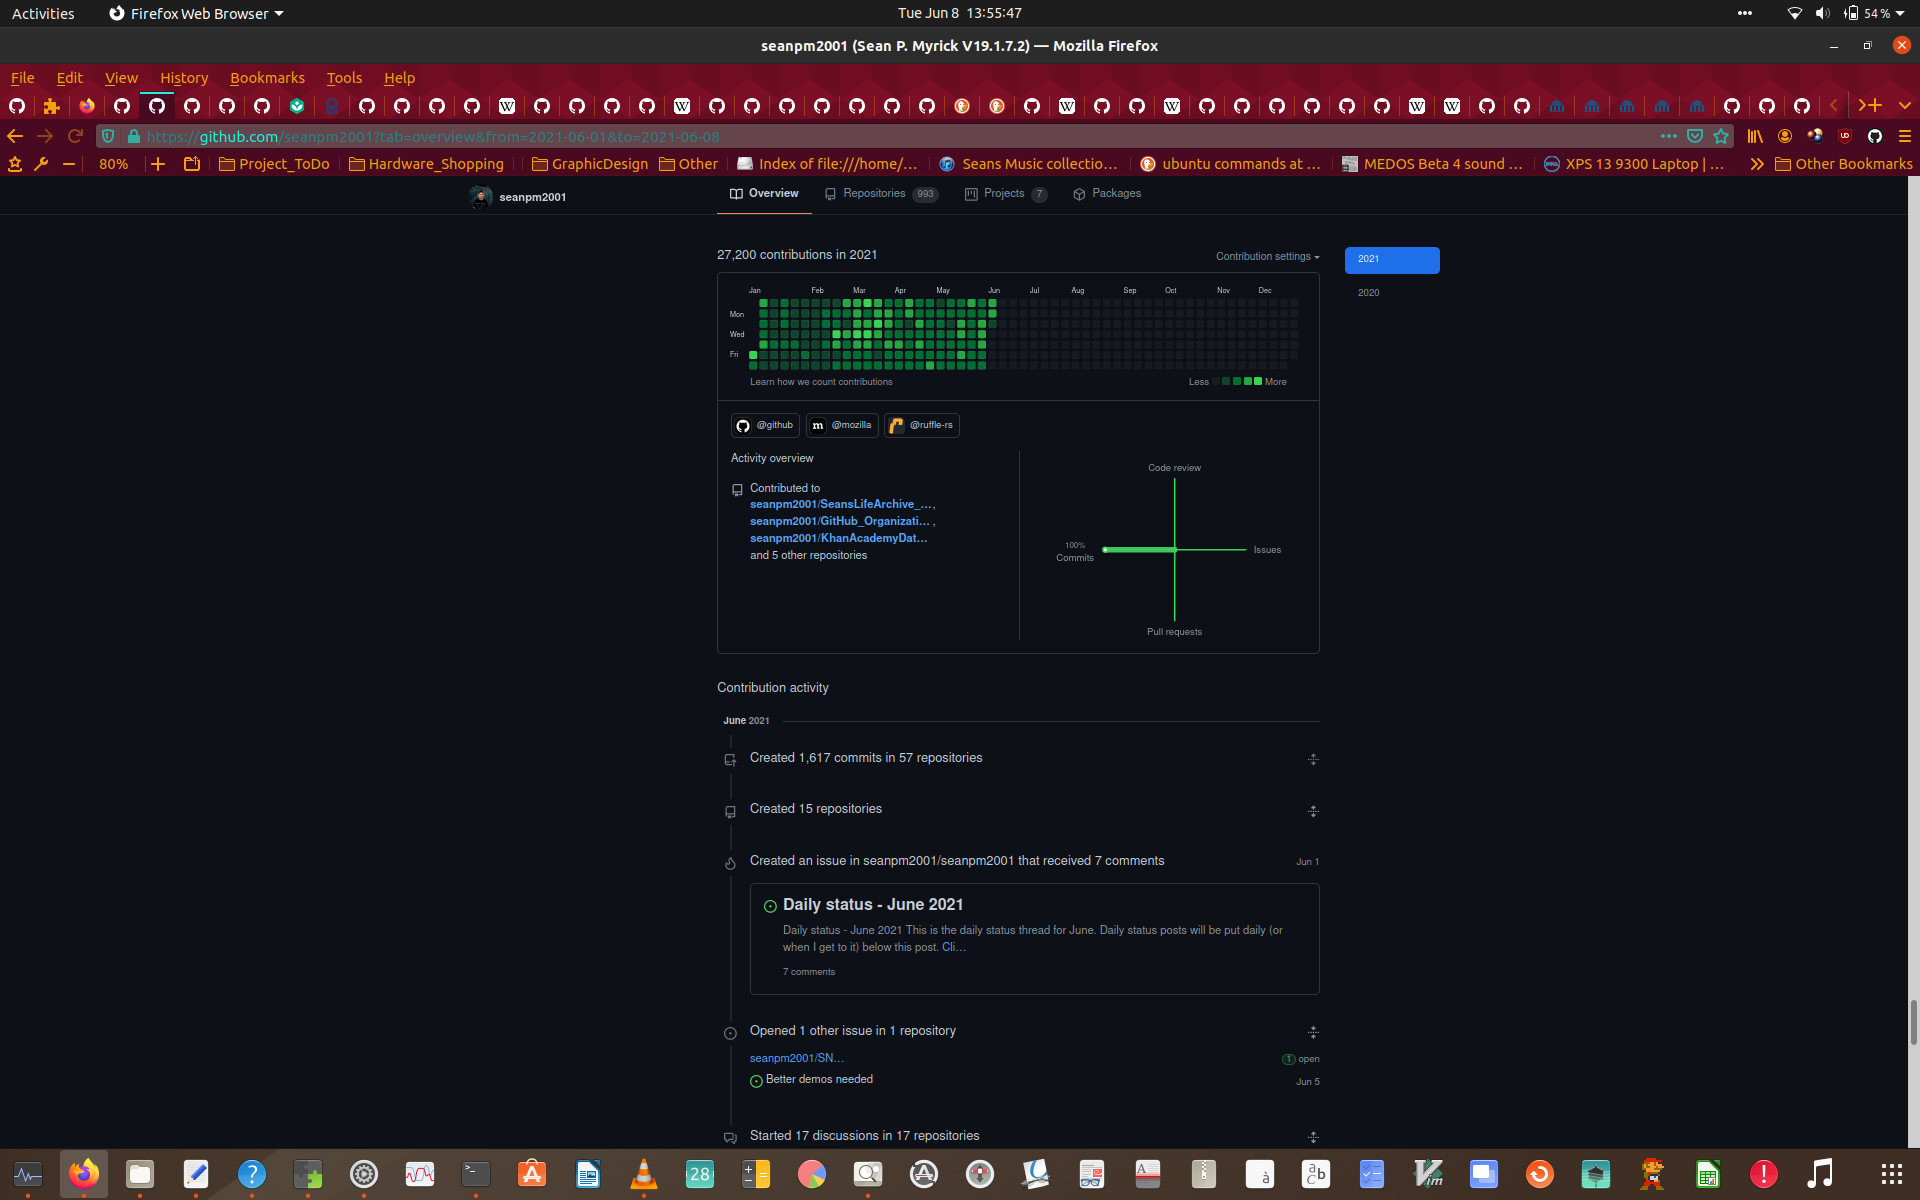 Activities Firefox Web Browser Tue Jun 8 13:55:47 54 %
seanpm2001 (Sean P. Myrick V19.1.7.2) — Mozilla Firefox
File Edit View History Bookmarks Tools Help
https://github.com/seanpm2001?tab=overview&from=2021-06-01&to=2021-06-08
80% Project_ToDo Hardware_Shopping GraphicDesign Other Index of file:///home/... Seans Music collectio... ubuntu commands at ... MEDOS Beta 4 sound ... XPS 13 9300 Laptop | ... Other Bookmarks
seanpm2001 Overview Repositories 993 Projects 7 Packages
27,200 contributions in 2021 Contribution settings 2021
2020
Jan Feb Mar Apr May Jun Jul Aug Sep Oct Nov Dec
Mon
Wed
Fri
Learn how we count contributions Less More
@github @mozilla @ruffle-rs
Activity overview
Code review
Contributed to
seanpm2001/SeansLifeArchive_...,
seanpm2001/GitHub_Organizati... ,
seanpm2001/KhanAcademyDat...
and 5 other repositories
100%
Commits
Issues
Pull requests
Contribution activity
June 2021
Created 1,617 commits in 57 repositories
Created 15 repositories
Created an issue in seanpm2001/seanpm2001 that received 7 comments Jun 1
Daily status - June 2021
Daily status - June 2021 This is the daily status thread for June. Daily status posts will be put daily (or
when I get to it) below this post. Cli...
7 comments
Opened 1 other issue in 1 repository
seanpm2001/SN... 1 open
Better demos needed Jun 5
Started 17 discussions in 17 repositories
28